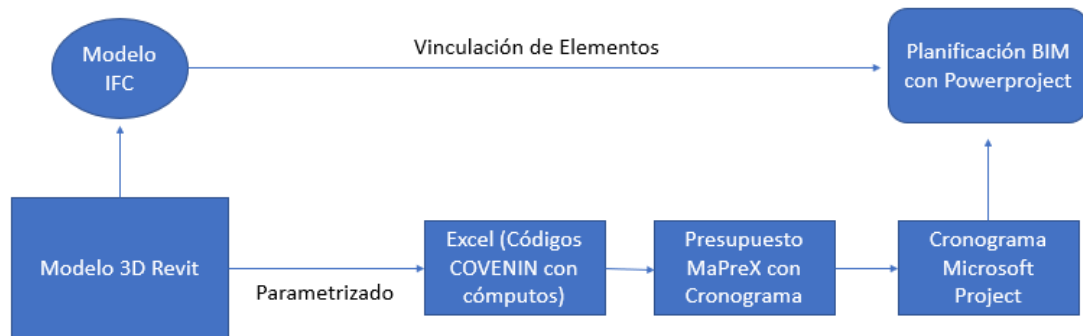 Modelo
IFC
Vinculación de Elementos
Planificación BIM
con Powerproject
Modelo 3D Revit
Parametrizado
Excel (Códigos
COVENIN con
cómputos)
Presupuesto
MaPreX con
Cronograma
Cronograma
Microsoft
Project